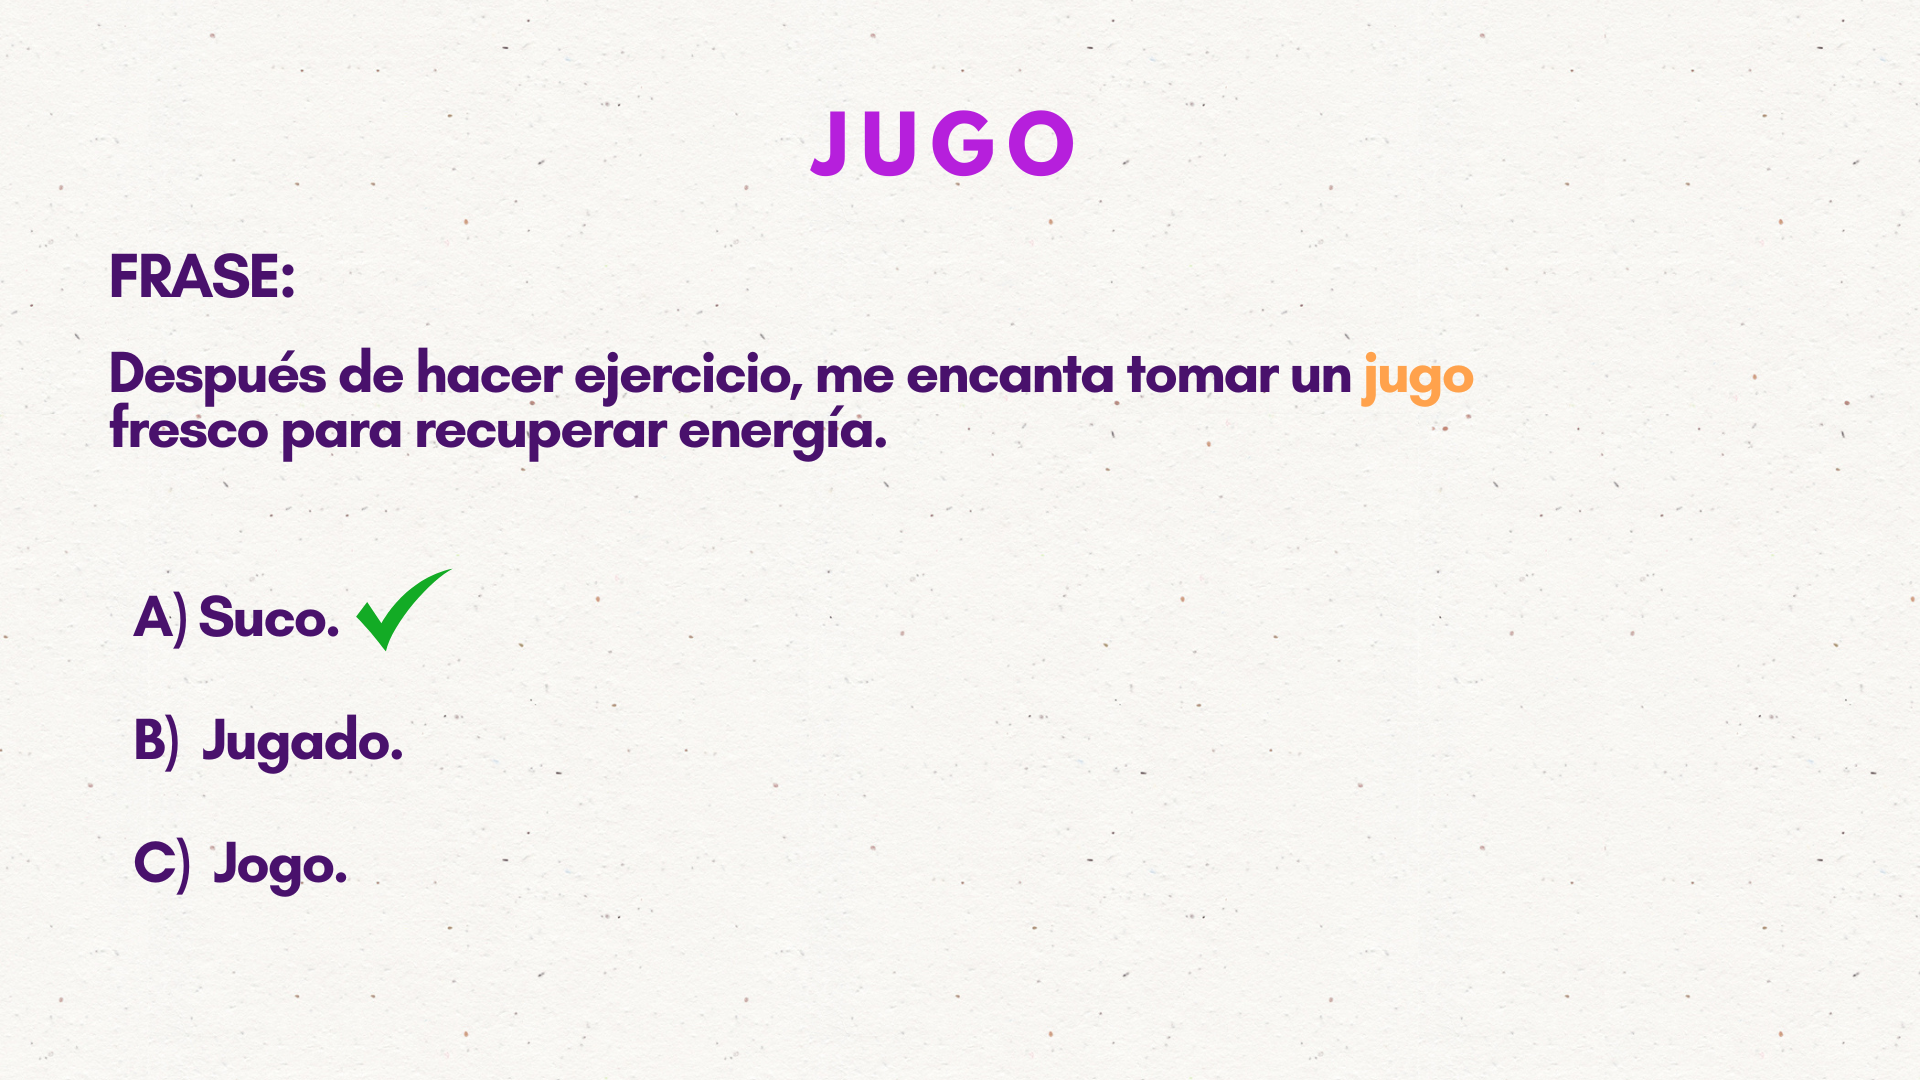 JUGO
FRASE:
Después de hacer ejercicio, me encanta tomar un jugo
fresco para recuperar energía.
A) Suco.
B) Jugado.
C) Jogo.